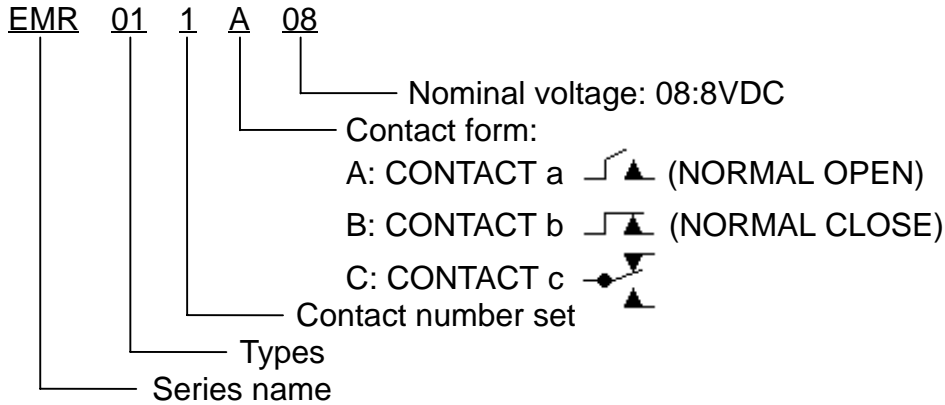 EMR 01 1 A 08
Nominal voltage: 08:8VDC
Contact form:
A: CONTACT a (NORMAL OPEN)
B: CONTACT b (NORMAL CLOSE)
C: CONTACT c
Contact number set
Types
Series name